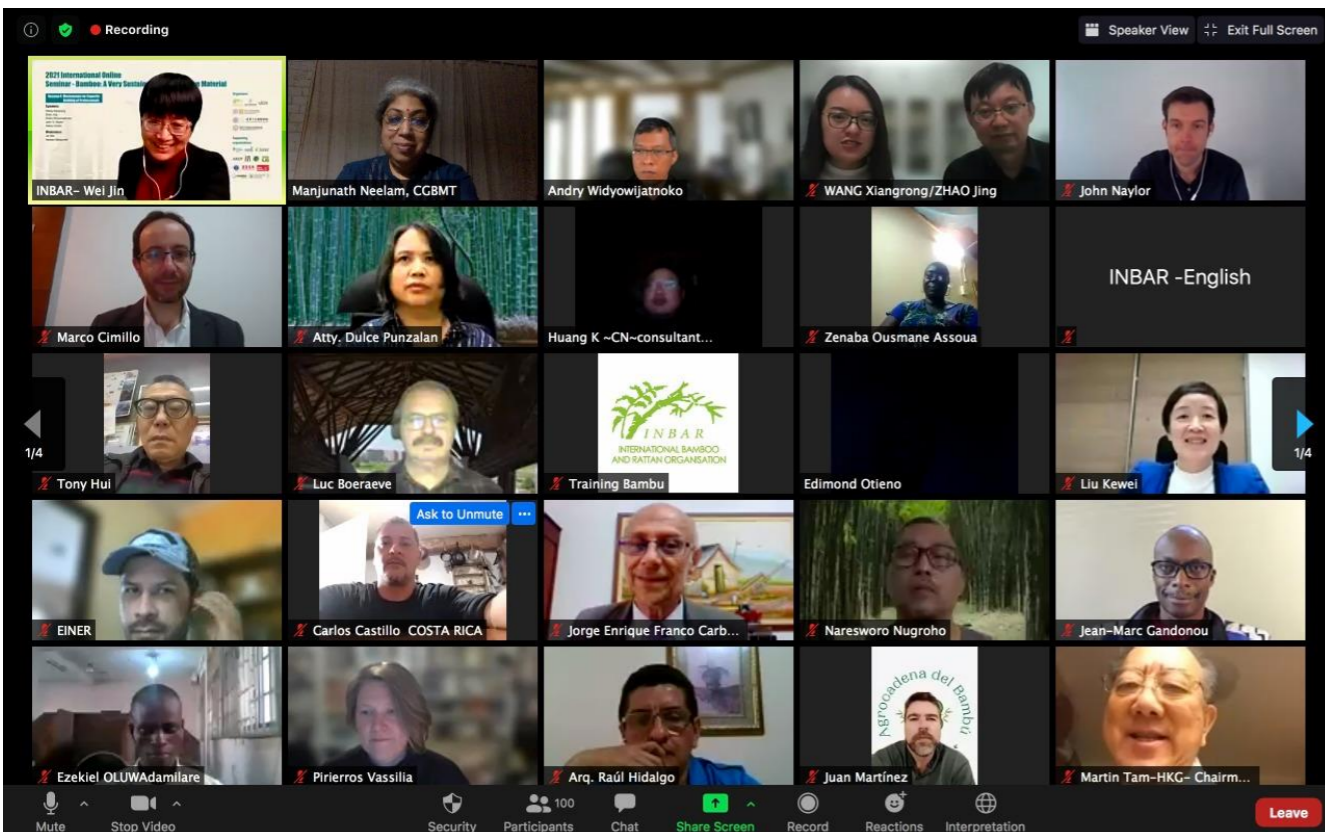 Recording
Speaker View
Exit Full Screen
2021 International Online
Seminar - Bamboo: A Very Sustain
Material
INBAR- Wei Jin
Manjunath Neelam, CGBMT
Andry Widyowijatnoko
WANG Xiangrong/ZHAO Jing
John Naylor
Marco Cimillo
Atty. Dulce Punzalan
Huang K ~CN~consultant...
Zenaba Ousmane Assoua
INBAR -English
1/4
Tony Hui
Luc Boeraeve
INBAR
INTERNATIONAL BAMBOO
AND RATTAN ORGANISATION
Training Bambu
Edimond Otieno
Liu Kewei
1/4
EINER
Ask to Unmute
Carlos Castillo COSTA RICA
Jorge Enrique Franco Carb...
Naresworo Nugroho
Jean-Marc Gandonou
Ezekiel OLUWAdamilare
Pirierros Vassilia
Arq. Raúl Hidalgo
Agrocadena del Bambú
Juan Martínez
Martin Tam-HKG- Chairm...
Mute
Stop Video
Security
Participants
100
Chat
Share Screen
Record
Reactions
Interpretation
Leave